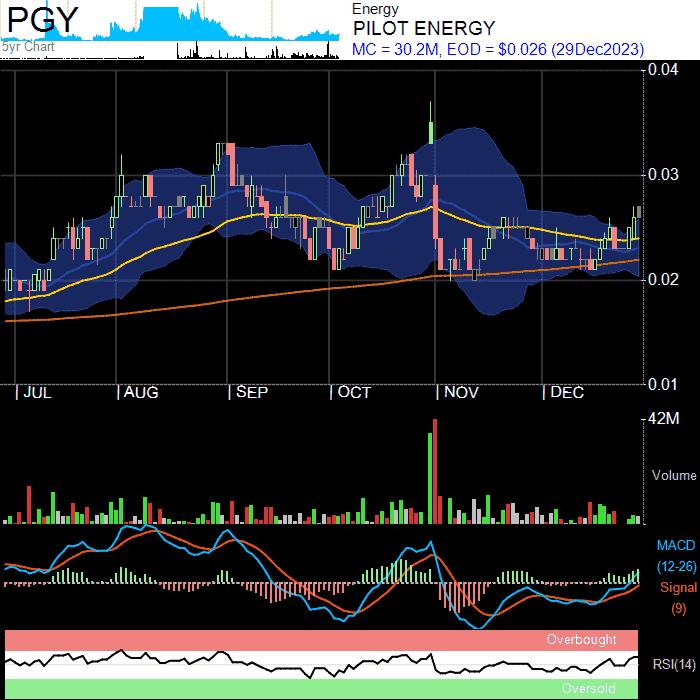 PGY
5yr Chart
Energy
PILOT ENERGY
MC = 30.2M, EOD = $0.026 (29Dec2023)
0.04
0.03
0.02
0.01
JUL AUG SEP OCT NOV DEC
42M
Volume
MACD
(12-26)
Signal
(9)
Overbought
RSI(14)
Oversold